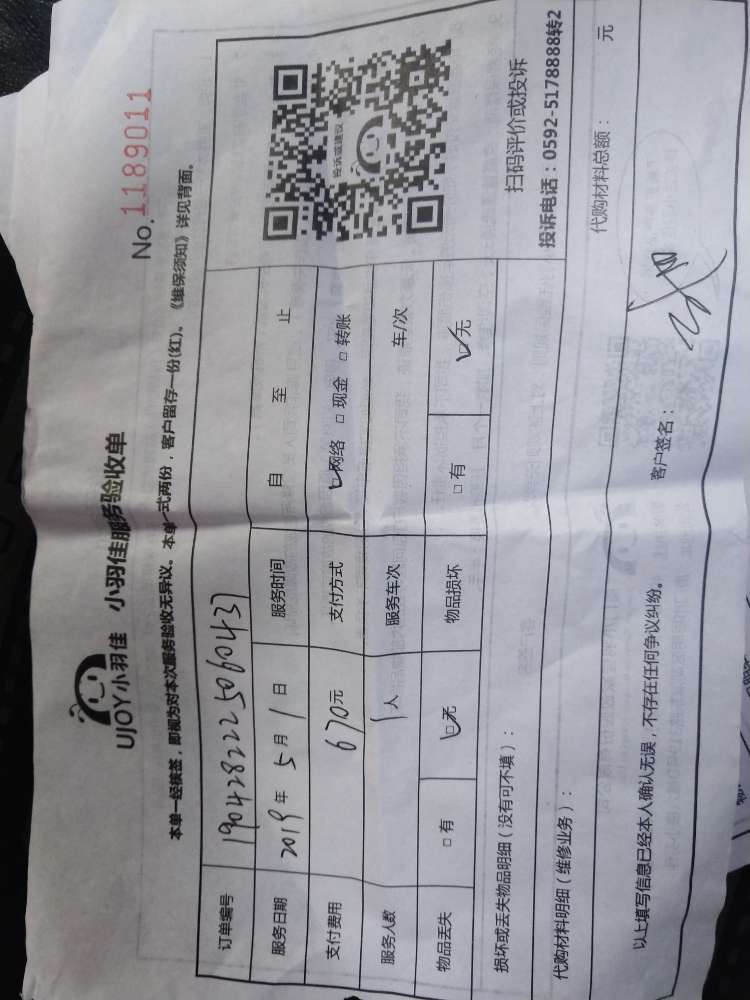 UJOY小羽佳 小羽佳服务验收单
No.1189011
本单一经核签，即视为对本次服务验收无异议。本单一式两份，客户留存一份(红)、《维保须知》详见背面。
订单编号
服务日期 2019年 5月 1日 服务时间 自 至 止
支付费用 670元 支付方式 ☑网络 □现金 □转账
服务人数 1人 服务车次 车/次
物品丢失 □有 ☑无 物品损坏 □有 ☑无
投诉或建议
扫码评价或投诉
投诉电话：0592-5178888转2
损坏或丢失物品明细（没有可不填）：
代购材料明细（维修业务）： 代购材料总额： 元
以上填写信息已经本人确认无误，不存在任何争议纠纷。 客户签名：